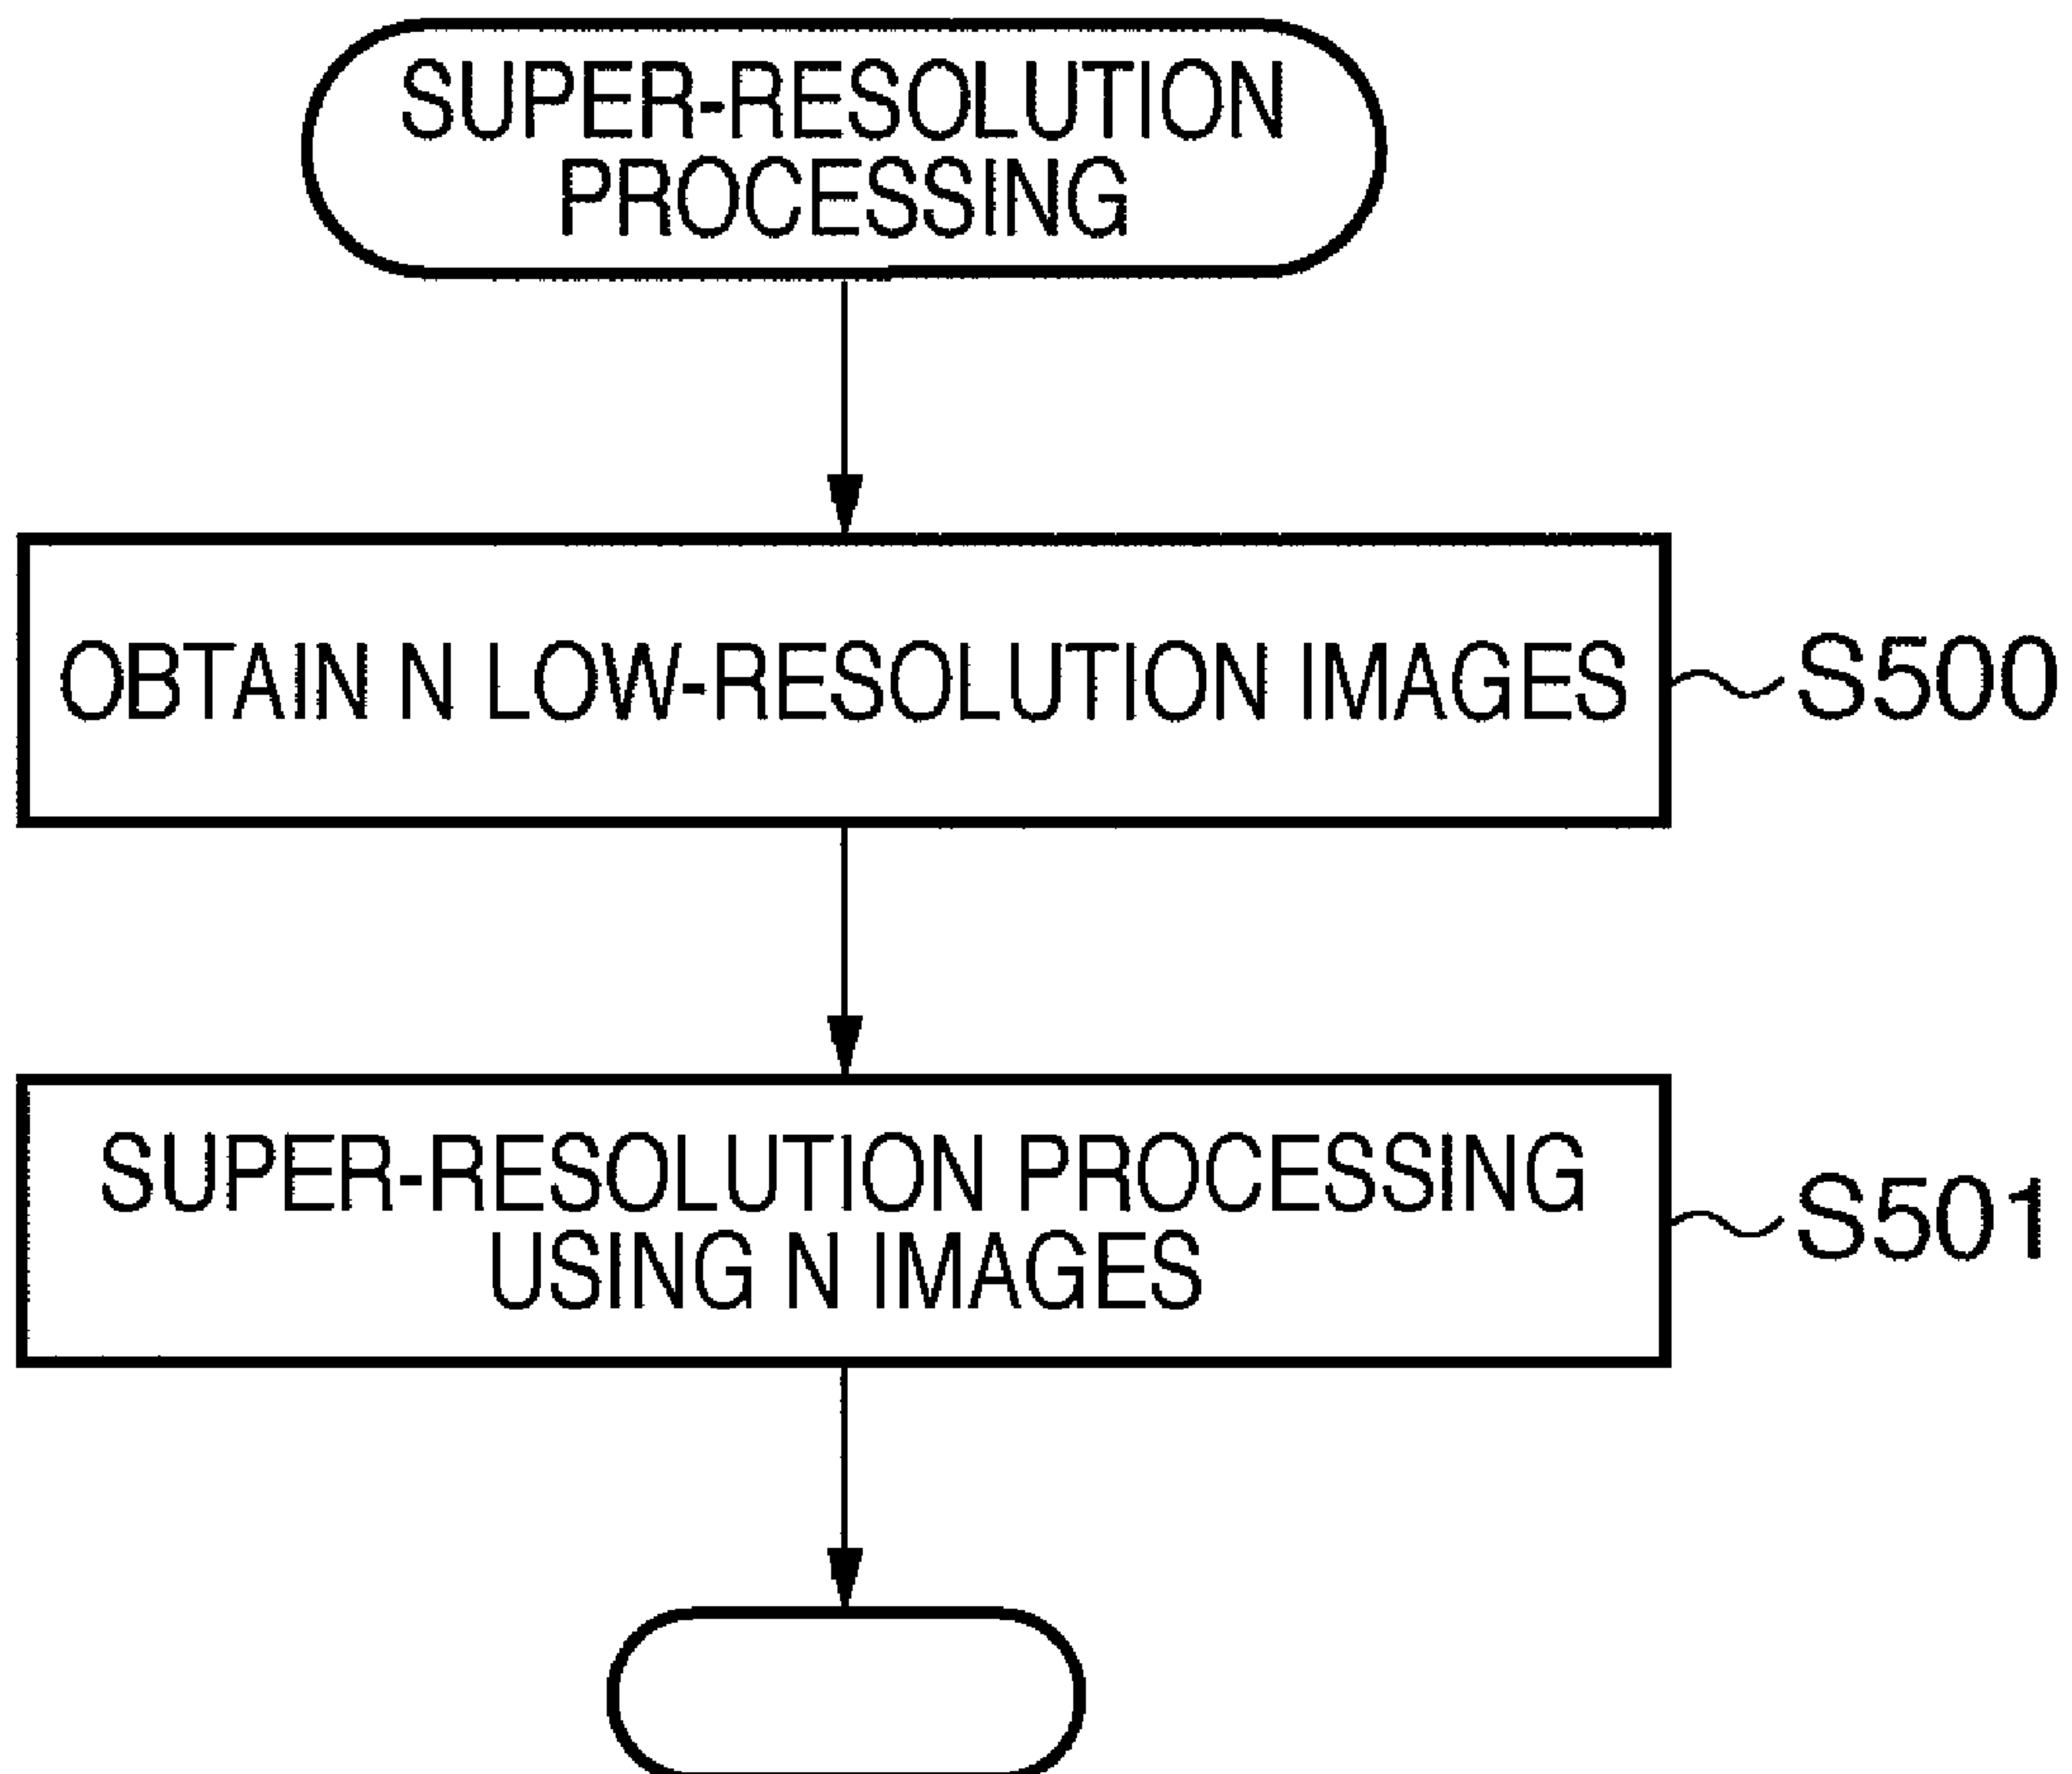 SUPER-RESOLUTION
PROCESSING
OBTAIN N LOW-RESOLUTION IMAGES
S500
SUPER-RESOLUTION PROCESSING
USING N IMAGES
S501